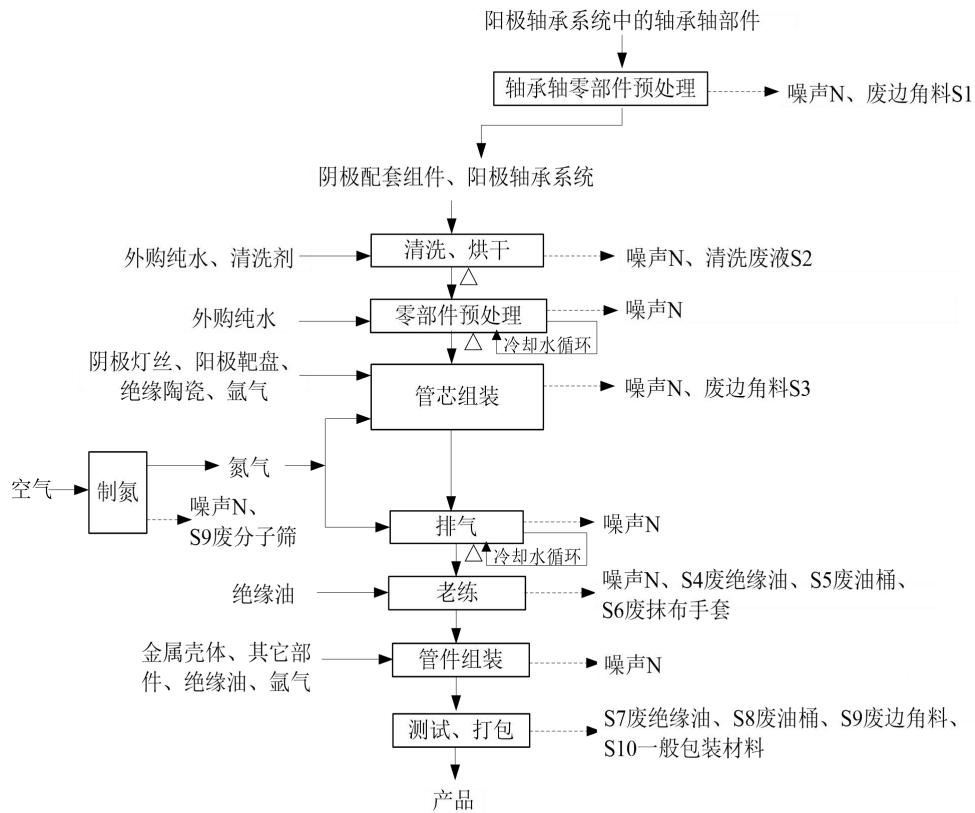 阳极轴承系统中的轴承轴部件
轴承轴零部件预处理
噪声N、废边角料S1
阴极配套组件、阳极轴承系统
外购纯水、清洗剂
清洗、烘干
噪声N、清洗废液S2
△
外购纯水
零部件预处理
噪声N
△
冷却水循环
阴极灯丝、阳极靶盘、
绝缘陶瓷、氩气
管芯组装
噪声N、废边角料S3
空气
制氮
氮气
噪声N、
S9废分子筛
排气
噪声N
△
冷却水循环
绝缘油
老练
噪声N、S4废绝缘油、S5废油桶、
S6废抹布手套
金属壳体、其它部
件、绝缘油、氩气
管件组装
噪声N
测试、打包
S7废绝缘油、S8废油桶、S9废边角料、
S10一般包装材料
产品